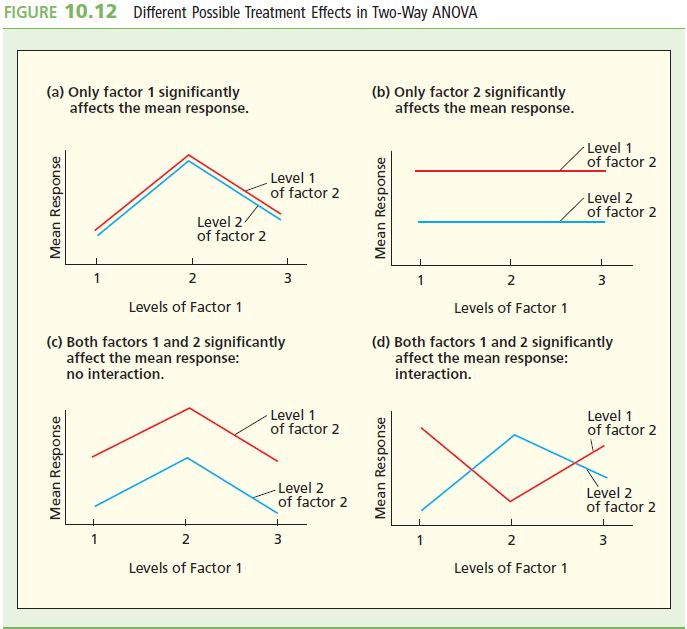 FIGURE 10.12 Different Possible Treatment Effects in Two-Way ANOVA
(a) Only factor 1 significantly
affects the mean response.
Mean Response
Level 1
of factor 2
Level 2
of factor 2
1 2 3
Levels of Factor 1
(b) Only factor 2 significantly
affects the mean response.
Mean Response
Level 1
of factor 2
Level 2
of factor 2
1 2 3
Levels of Factor 1
(c) Both factors 1 and 2 significantly
affect the mean response:
no interaction.
Mean Response
Level 1
of factor 2
Level 2
of factor 2
1 2 3
Levels of Factor 1
(d) Both factors 1 and 2 significantly
affect the mean response:
interaction.
Mean Response
Level 1
of factor 2
Level 2
of factor 2
1 2 3
Levels of Factor 1